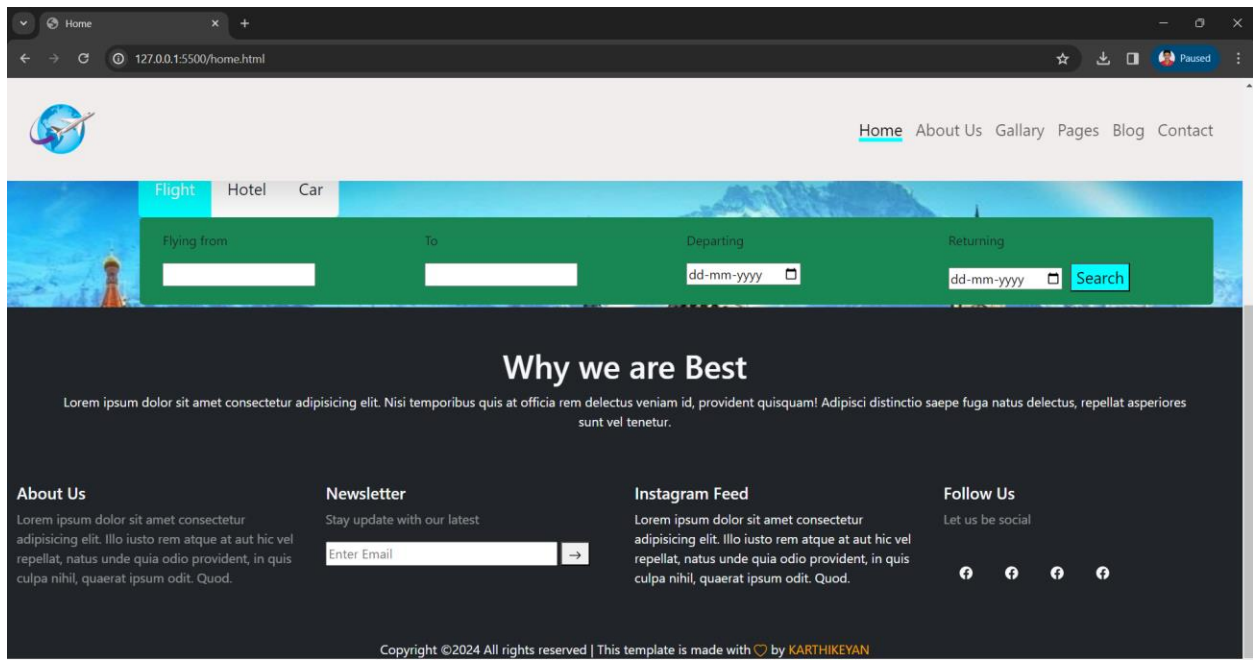 Home
127.0.0.1:5500/home.html
Paused
Home About Us Gallary Pages Blog Contact
Flight Hotel Car
Flying from To Departing Returning
dd-mm-yyyy dd-mm-yyyy Search
Why we are Best
Lorem ipsum dolor sit amet consectetur adipisicing elit. Nisi temporibus quis at officia rem delectus veniam id, provident quisquam! Adipisci distinctio saepe fuga natus delectus, repellat asperiores
sunt vel tenetur.
About Us
Lorem ipsum dolor sit amet consectetur
adipisicing elit. Illo iusto rem atque at aut hic vel
repellat, natus unde quia odio provident, in quis
culpa nihil, quaerat ipsum odit. Quod.
Newsletter
Stay update with our latest
Enter Email →
Instagram Feed
Lorem ipsum dolor sit amet consectetur
adipisicing elit. Illo iusto rem atque at aut hic vel
repellat, natus unde quia odio provident, in quis
culpa nihil, quaerat ipsum odit. Quod.
Follow Us
Let us be social
Copyright ©2024 All rights reserved | This template is made with ♡ by KARTHIKEYAN